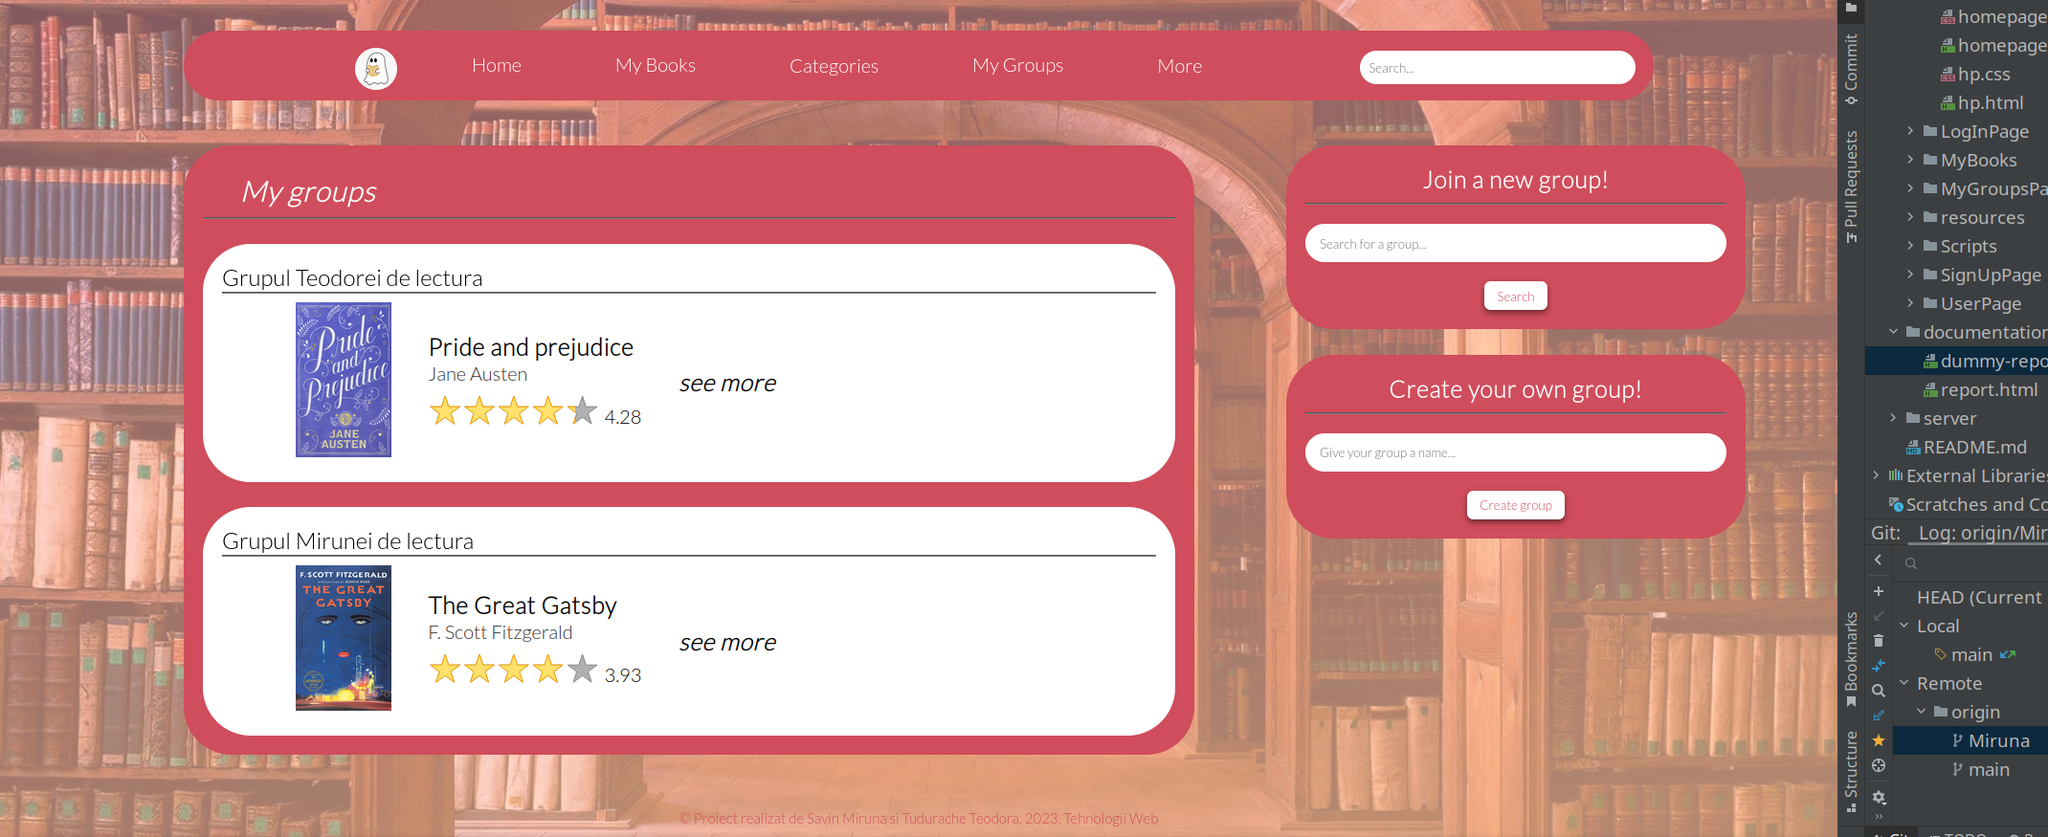 Home
My Books
Categories
My Groups
More
Search...
My groups
Grupul Teodorei de lectura
Pride and Prejudice
JANE AUSTEN
Pride and prejudice
Jane Austen
4.28
see more
Grupul Mirunei de lectura
F. SCOTT FITZGERALD
THE GREAT GATSBY
The Great Gatsby
F. Scott Fitzgerald
3.93
see more
Join a new group!
Search for a group...
Search
Create your own group!
Give your group a name...
Create group
© Proiect realizat de Savin Miruna si Tudurache Teodora, 2023, Tehnologii Web
Commit
Pull Requests
Bookmarks
Structure
homepage
homepage
hp.css
hp.html
LogInPage
MyBooks
MyGroupsPa
resources
Scripts
SignUpPage
UserPage
documentation
dummy-repo
report.html
server
README.md
External Libraries
Scratches and Co
Git: Log: origin/Mir
HEAD (Current
Local
main
Remote
origin
Miruna
main